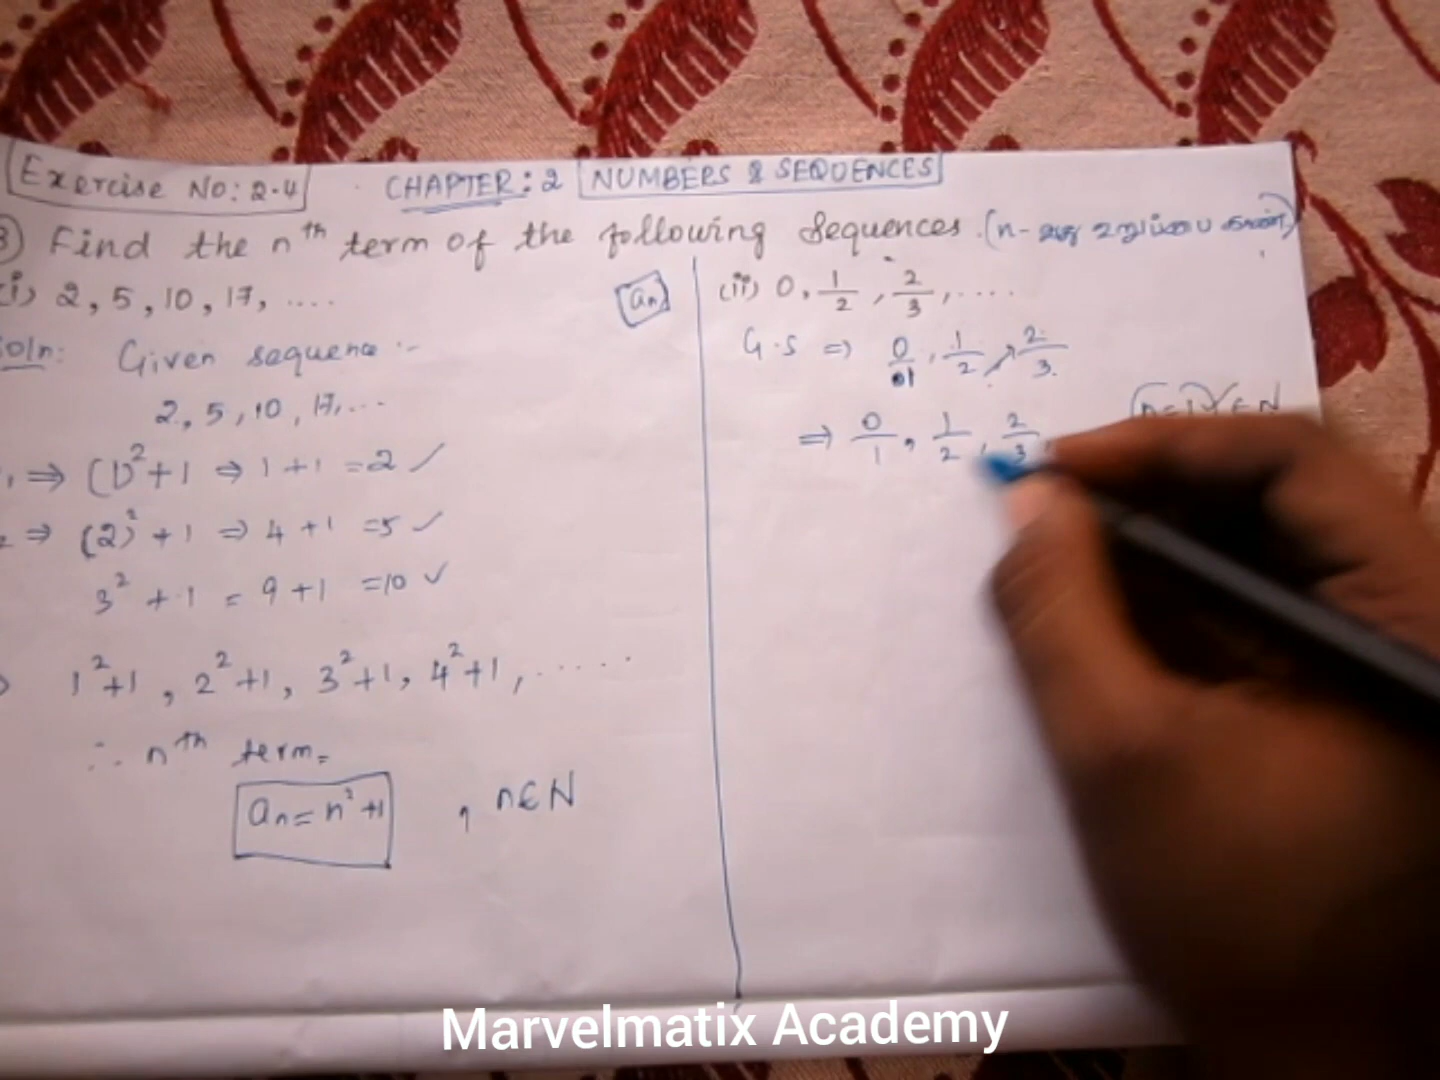 Exercise No: 2.4
CHAPTER: 2 NUMBERS & SEQUENCES
3) Find the nth term of the following Sequences. (n-வது உறுப்பை காண்)
(i) 2, 5, 10, 17, ....
an
Soln: Given sequence :-
2, 5, 10, 17, ...
⇒ (1)² + 1 ⇒ 1 + 1 = 2 ✓
⇒ (2)² + 1 ⇒ 4 + 1 = 5 ✓
3² + 1 = 9 + 1 = 10 ✓
1²+1, 2²+1, 3²+1, 4²+1, ......
∴ nth term =
an = n² + 1 , n∈N
(ii) 0, 1/2, 2/3, ....
G.S ⇒ 0/1, 1/2, 2/3.
⇒ 0/1, 1/2, 2/3
∈ N
Marvelmatix Academy